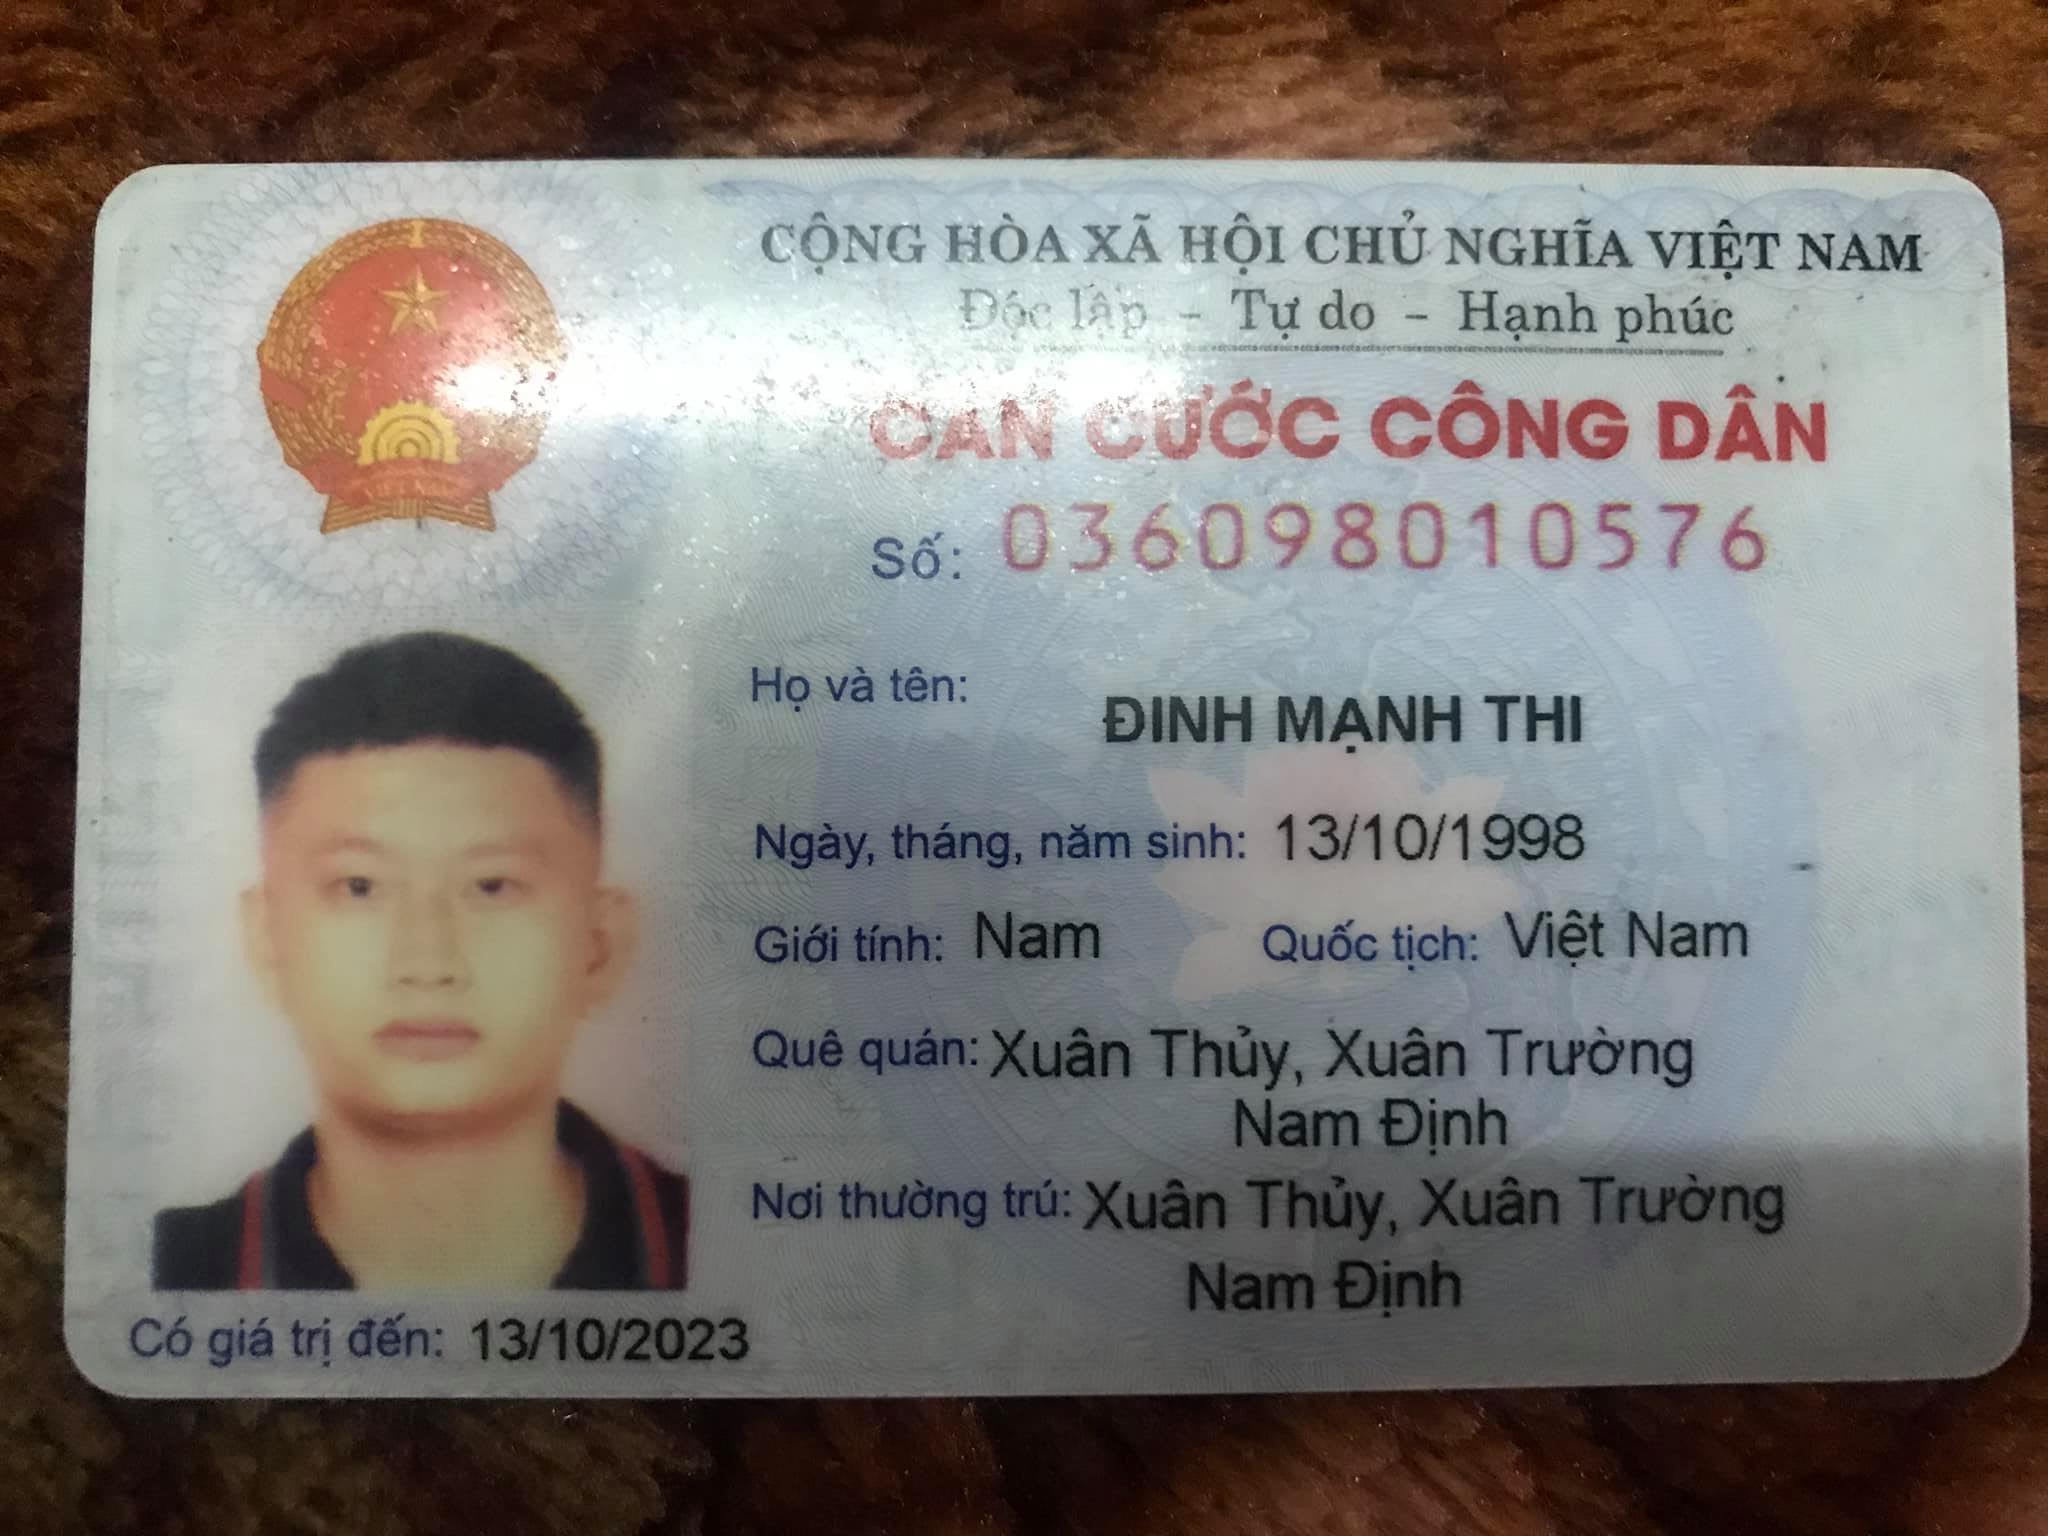 CỘNG HÒA XÃ HỘI CHỦ NGHĨA VIỆT NAM
Độc lập - Tự do - Hạnh phúc
CĂN CƯỚC CÔNG DÂN
Số: 036098010576
Họ và tên: ĐINH MẠNH THI
Ngày, tháng, năm sinh: 13/10/1998
Giới tính: Nam Quốc tịch: Việt Nam
Quê quán: Xuân Thủy, Xuân Trường
Nam Định
Nơi thường trú: Xuân Thủy, Xuân Trường
Nam Định
Có giá trị đến: 13/10/2023